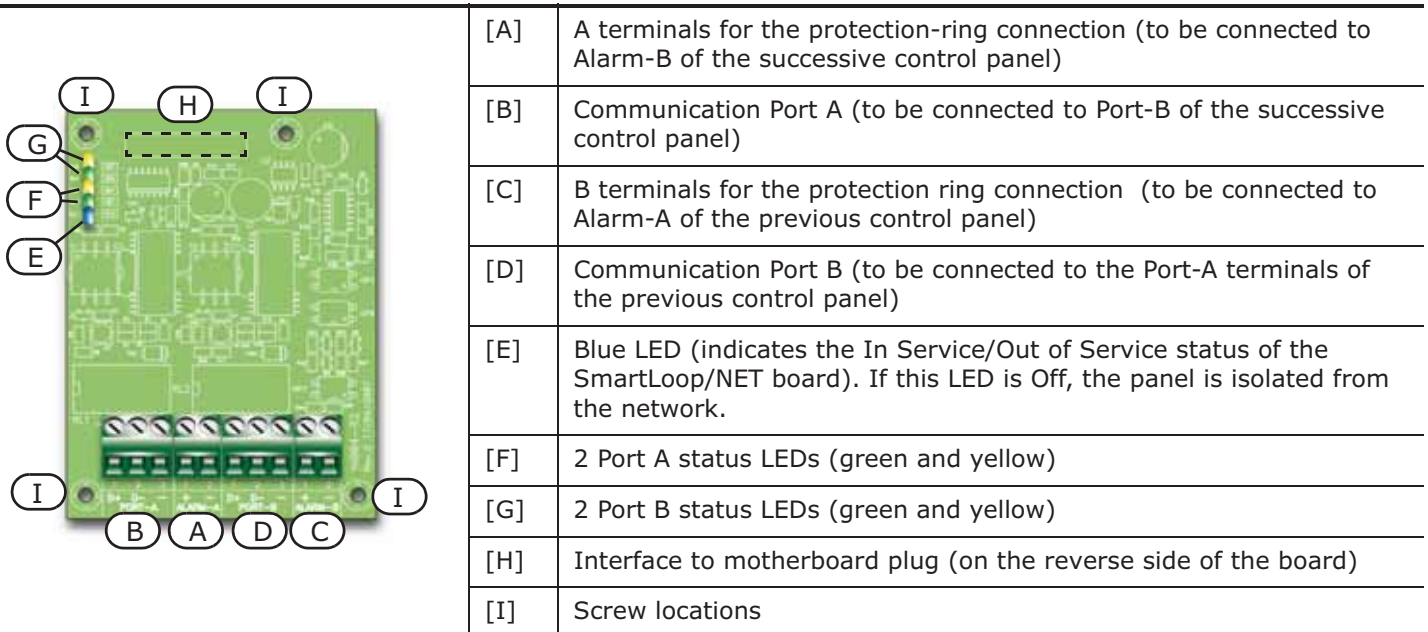 I
H
I
G
F
E
I
I
B
A
D
C
D+ D- -
PORT-A
+ -
ALARM-A
D+ D- -
PORT-B
+ -
[A] A terminals for the protection-ring connection (to be connected to
Alarm-B of the successive control panel)
[B] Communication Port A (to be connected to Port-B of the successive
control panel)
[C] B terminals for the protection ring connection (to be connected to
Alarm-A of the previous control panel)
[D] Communication Port B (to be connected to the Port-A terminals of
the previous control panel)
[E] Blue LED (indicates the In Service/Out of Service status of the
SmartLoop/NET board). If this LED is Off, the panel is isolated from
the network.
[F] 2 Port A status LEDs (green and yellow)
[G] 2 Port B status LEDs (green and yellow)
[H] Interface to motherboard plug (on the reverse side of the board)
[I] Screw locations